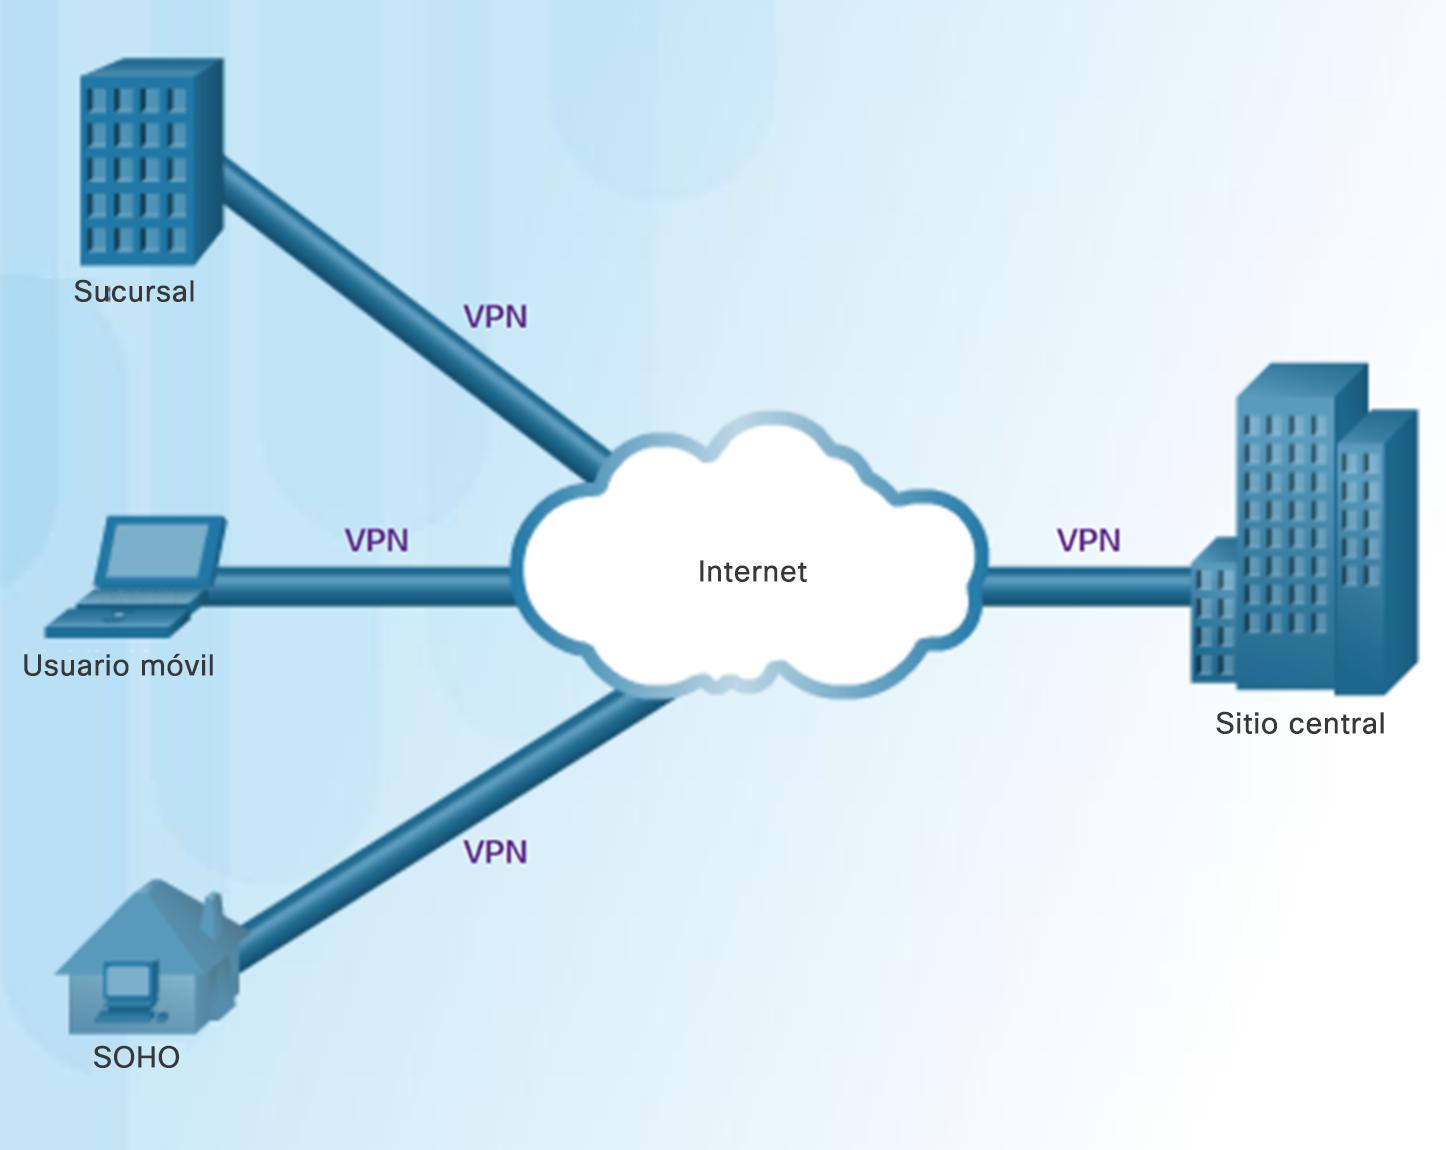 Sucursal
VPN
VPN
Internet
VPN
Usuario móvil
Sitio central
VPN
SOHO